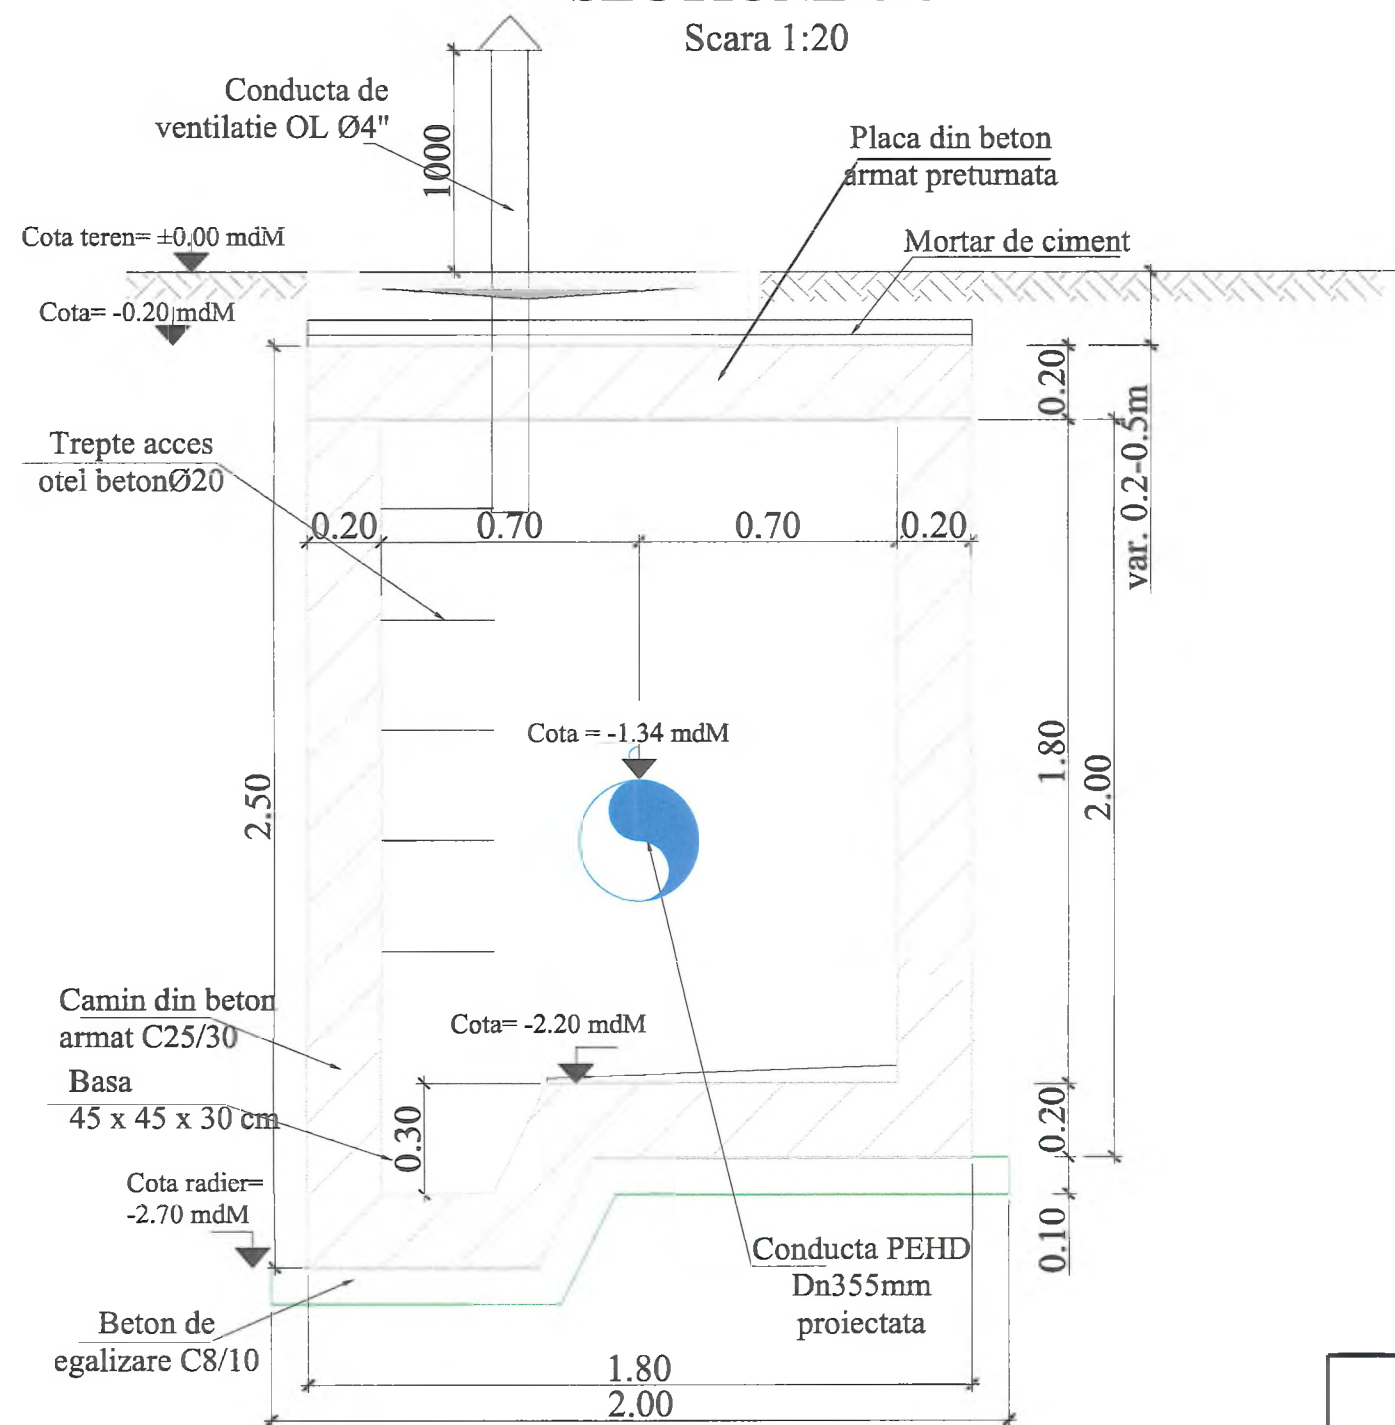 Scara 1:20
Conducta de
ventilatie OL Ø4"
1000
Placa din beton
armat preturnata
Cota teren= ±0.00 mdM
Mortar de ciment
Cota= -0.20 mdM
0.20
var. 0.2-0.5m
Trepte acces
otel betonØ20
0.20
0.70
0.70
0.20
Cota = -1.34 mdM
2.50
1.80
2.00
Camin din beton
armat C25/30
Cota= -2.20 mdM
Basa
45 x 45 x 30 cm
0.30
0.20
Cota radier=
-2.70 mdM
0.10
Conducta PEHD
Dn355mm
proiectata
Beton de
egalizare C8/10
1.80
2.00